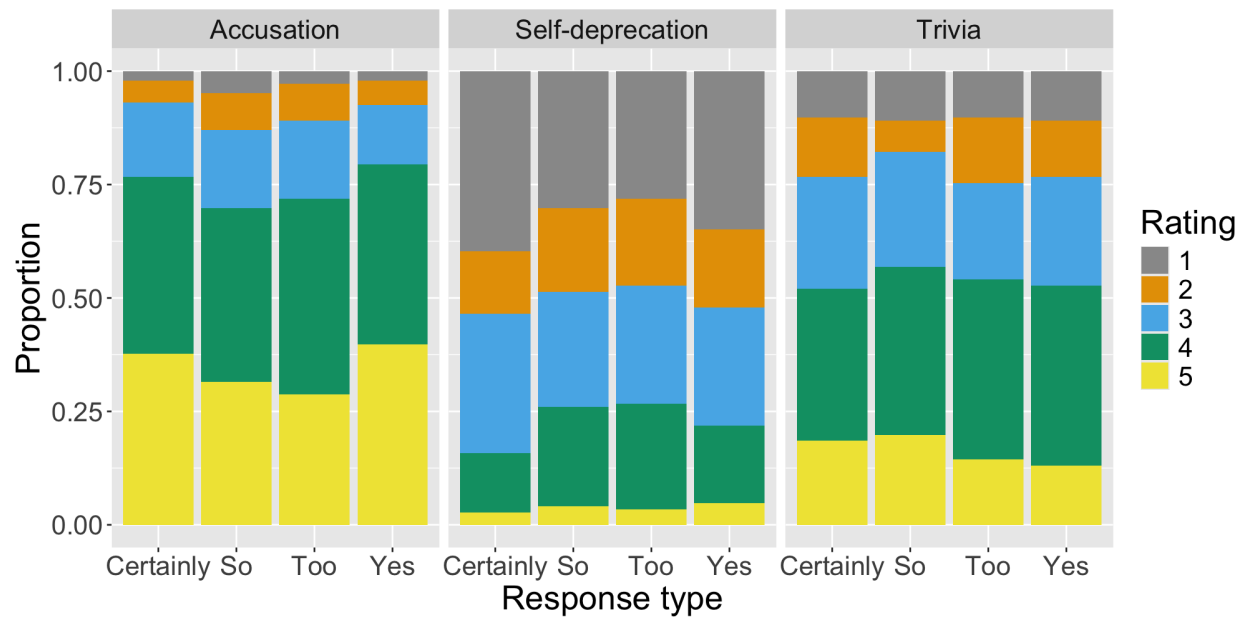 Accusation Self-deprecation Trivia
1.00
0.75
0.50
0.25
0.00
Proportion
Certainly So Too Yes Certainly So Too Yes Certainly So Too Yes
Response type
Rating
1
2
3
4
5